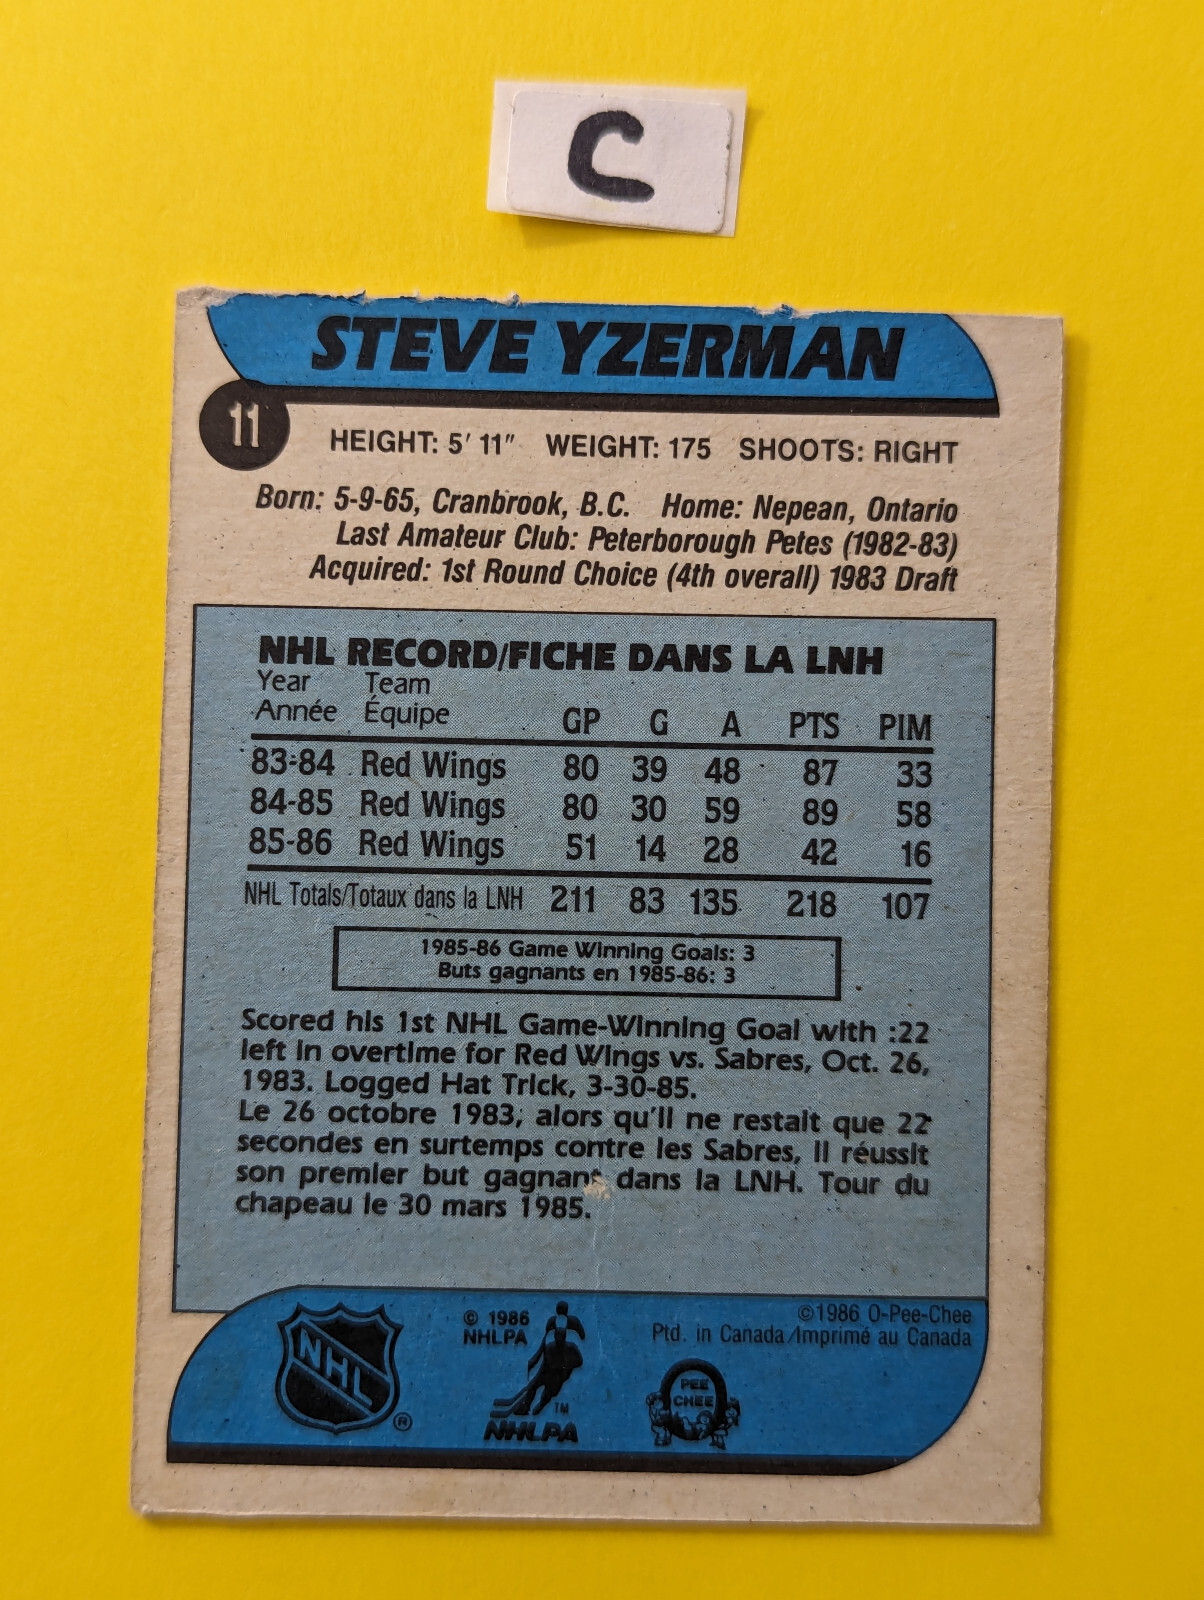 C
STEVE YZERMAN
11
HEIGHT: 5' 11" WEIGHT: 175 SHOOTS: RIGHT
Born: 5-9-65, Cranbrook, B.C. Home: Nepean, Ontario
Last Amateur Club: Peterborough Petes (1982-83)
Acquired: 1st Round Choice (4th overall) 1983 Draft
NHL RECORD/FICHE DANS LA LNH
Year Team
Année Équipe GP G A PTS PIM
83-84 Red Wings 80 39 48 87 33
84-85 Red Wings 80 30 59 89 58
85-86 Red Wings 51 14 28 42 16
NHL Totals/Totaux dans la LNH 211 83 135 218 107
1985-86 Game Winning Goals: 3
Buts gagnants en 1985-86: 3
Scored his 1st NHL Game-Winning Goal with :22
left in overtime for Red Wings vs. Sabres, Oct. 26,
1983. Logged Hat Trick, 3-30-85.
Le 26 octobre 1983, alors qu'il ne restait que 22
secondes en surtemps contre les Sabres, il réussit
son premier but gagnant dans la LNH. Tour du
chapeau le 30 mars 1985.
NHL ®
© 1986
NHLPA
TM
NHLPA
©1986 O-Pee-Chee
Ptd. in Canada/Imprimé au Canada
PEE
CHEE